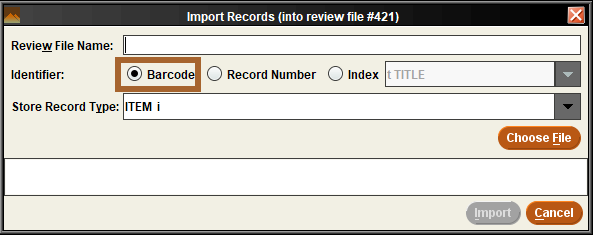 Import Records (into review file #421)
Review File Name:
Identifier: Barcode Record Number Index t TITLE
Store Record Type: ITEM i
Choose File
Import Cancel